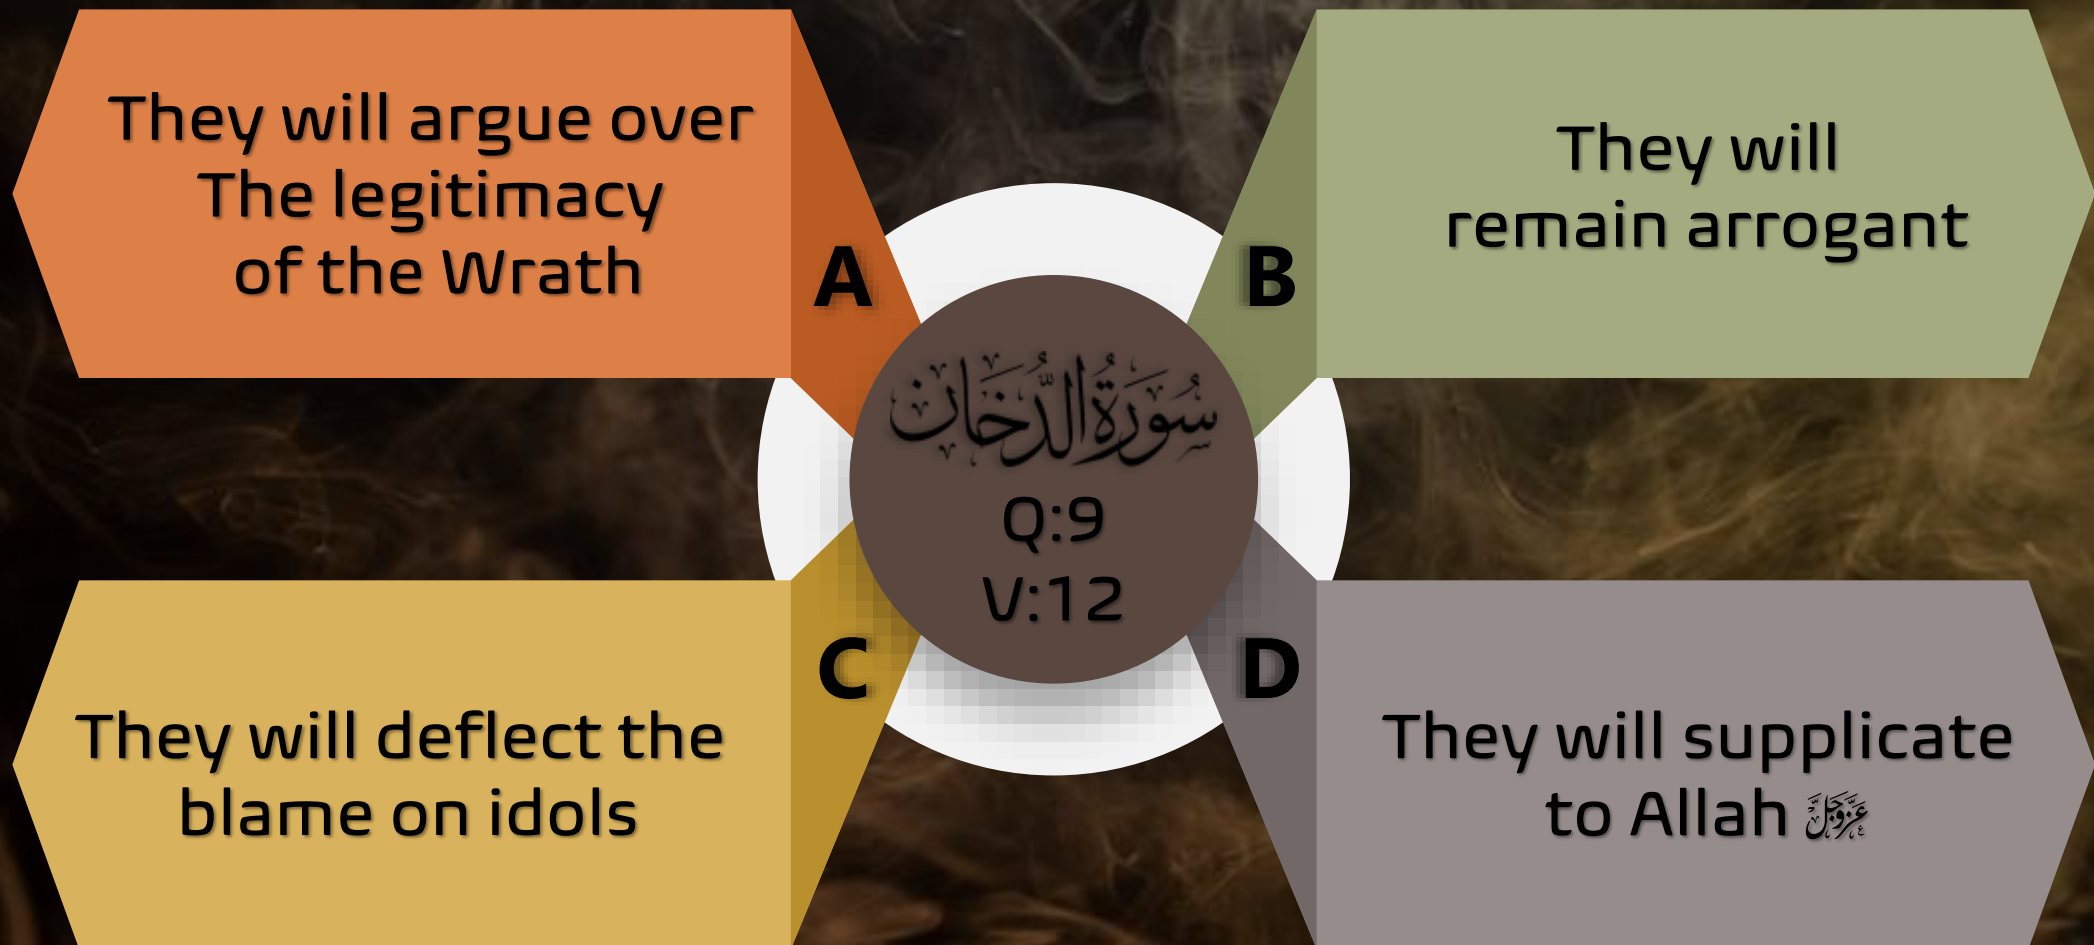 They will argue over
The legitimacy
of the Wrath
A
They will
remain arrogant
B
سُورَةُ الدُّخَان
Q:9
V:12
They will deflect the
blame on idols
C
They will supplicate
to Allah عَزَّوَجَلَّ
D